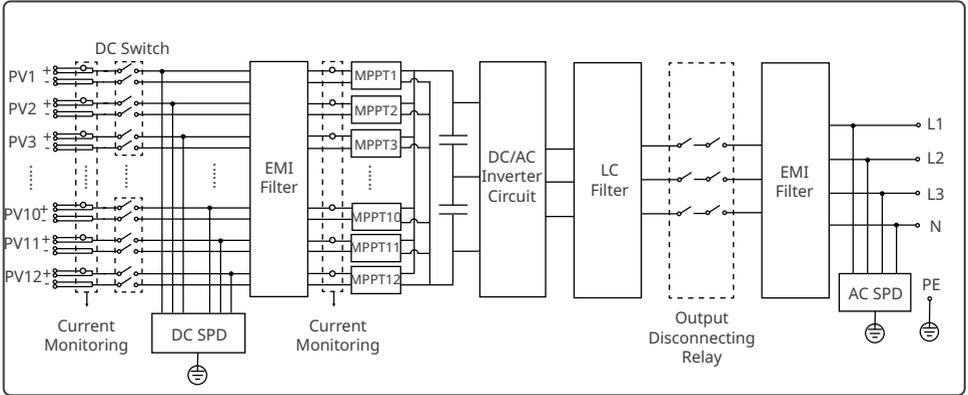 DC Switch
PV1 + -
PV2 + -
PV3 + -
PV10 + -
PV11 + -
PV12 + -
Current
Monitoring
DC SPD
EMI
Filter
Current
Monitoring
MPPT1
MPPT2
MPPT3
MPPT10
MPPT11
MPPT12
DC/AC
Inverter
Circuit
LC
Filter
Output
Disconnecting
Relay
EMI
Filter
L1
L2
L3
N
AC SPD
PE